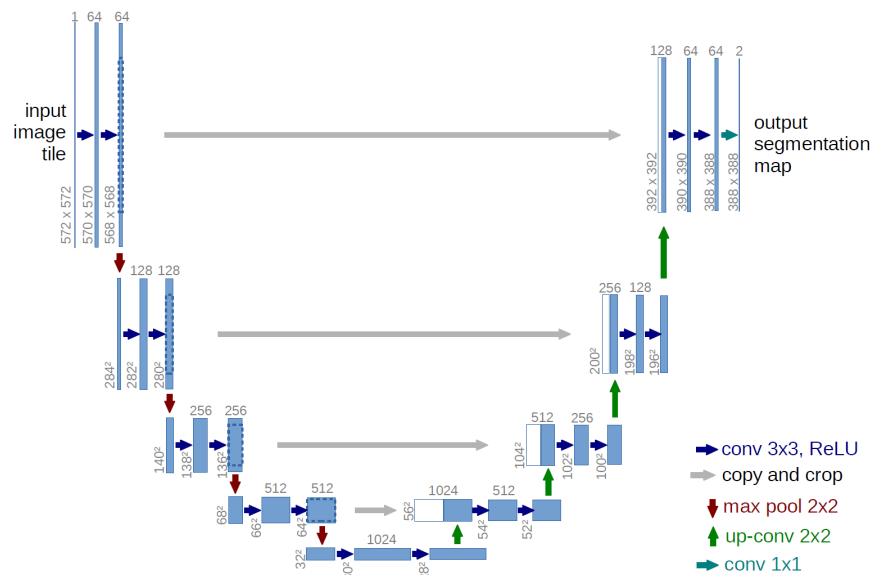 1 64 64
128 64 64 2
input
image
tile
output
segmentation
map
572 x 572
570 x 570
568 x 568
392 x 392
390 x 390
388 x 388
388 x 388
128 128
256 128
284²
282²
280²
200²
198²
196²
256 256
512 256
140²
138²
136²
104²
102²
100²
512 512
1024 512
68²
66²
64²
56²
54²
52²
1024
32²
conv 3x3, ReLU
copy and crop
max pool 2x2
up-conv 2x2
conv 1x1